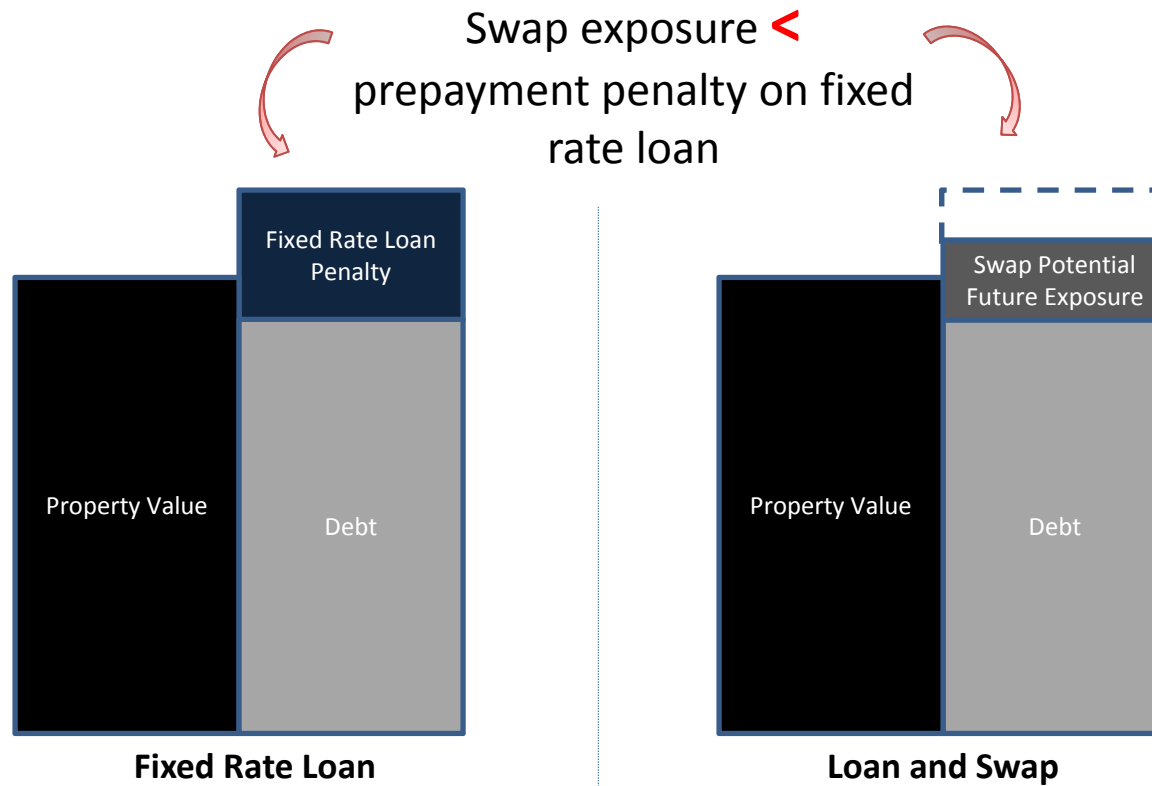 Swap exposure <
prepayment penalty on fixed
rate loan
Fixed Rate Loan
Penalty
Property Value
Debt
Fixed Rate Loan
Swap Potential
Future Exposure
Property Value
Debt
Loan and Swap